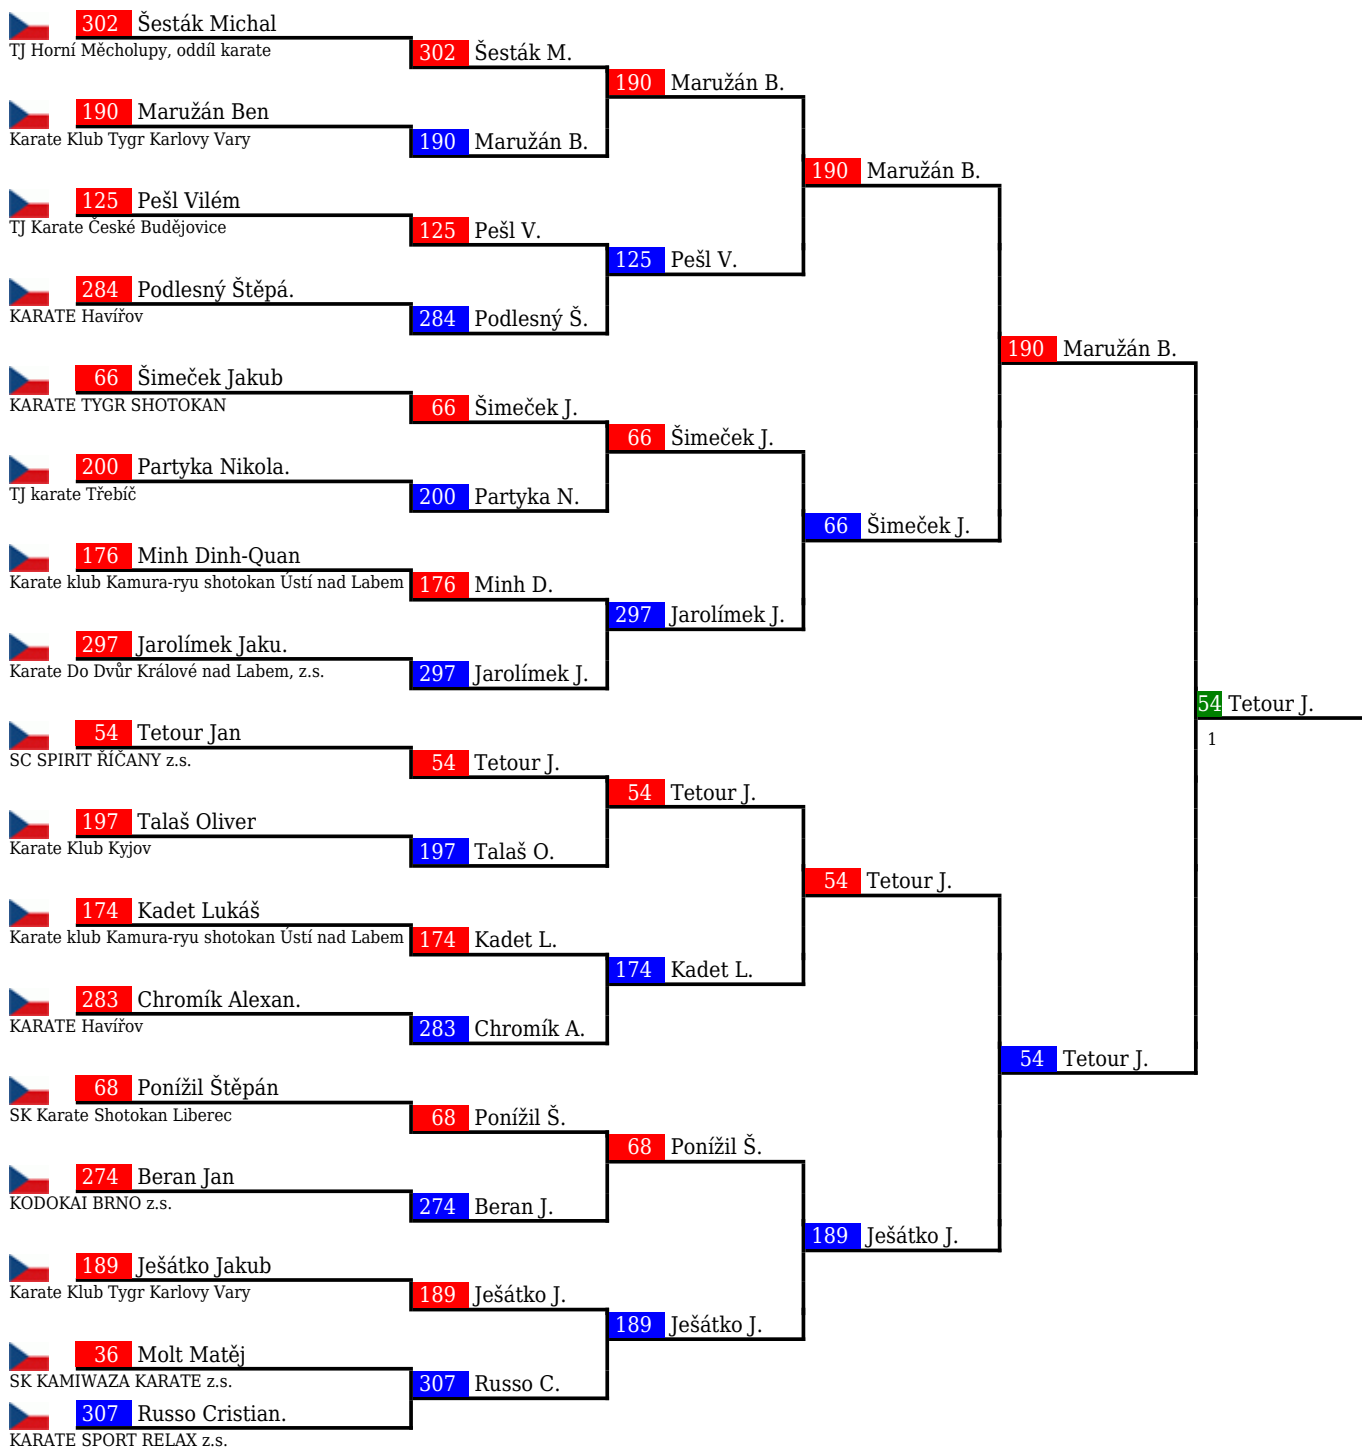 302 Šesták Michal
TJ Horní Měcholupy, oddíl karate
302 Šesták M.
190 Maružán B.
190 Maružán Ben
Karate Klub Tygr Karlovy Vary
190 Maružán B.
190 Maružán B.
125 Pešl Vilém
TJ Karate České Budějovice
125 Pešl V.
125 Pešl V.
284 Podlesný Štěpá.
KARATE Havířov
284 Podlesný Š.
190 Maružán B.
66 Šimeček Jakub
KARATE TYGR SHOTOKAN
66 Šimeček J.
66 Šimeček J.
200 Partyka Nikola.
TJ karate Třebíč
200 Partyka N.
66 Šimeček J.
176 Minh Dinh-Quan
Karate klub Kamura-ryu shotokan Ústí nad Labem
176 Minh D.
297 Jarolímek J.
297 Jarolímek Jaku.
Karate Do Dvůr Králové nad Labem, z.s.
297 Jarolímek J.
54 Tetour J.
1
54 Tetour Jan
SC SPIRIT ŘÍČANY z.s.
54 Tetour J.
54 Tetour J.
197 Talaš Oliver
Karate Klub Kyjov
197 Talaš O.
54 Tetour J.
174 Kadet Lukáš
Karate klub Kamura-ryu shotokan Ústí nad Labem
174 Kadet L.
174 Kadet L.
283 Chromík Alexan.
KARATE Havířov
283 Chromík A.
54 Tetour J.
68 Ponížil Štěpán
SK Karate Shotokan Liberec
68 Ponížil Š.
68 Ponížil Š.
274 Beran Jan
KODOKAI BRNO z.s.
274 Beran J.
189 Ješátko J.
189 Ješátko Jakub
Karate Klub Tygr Karlovy Vary
189 Ješátko J.
189 Ješátko J.
36 Molt Matěj
SK KAMIWAZA KARATE z.s.
307 Russo C.
307 Russo Cristian.
KARATE SPORT RELAX z.s.